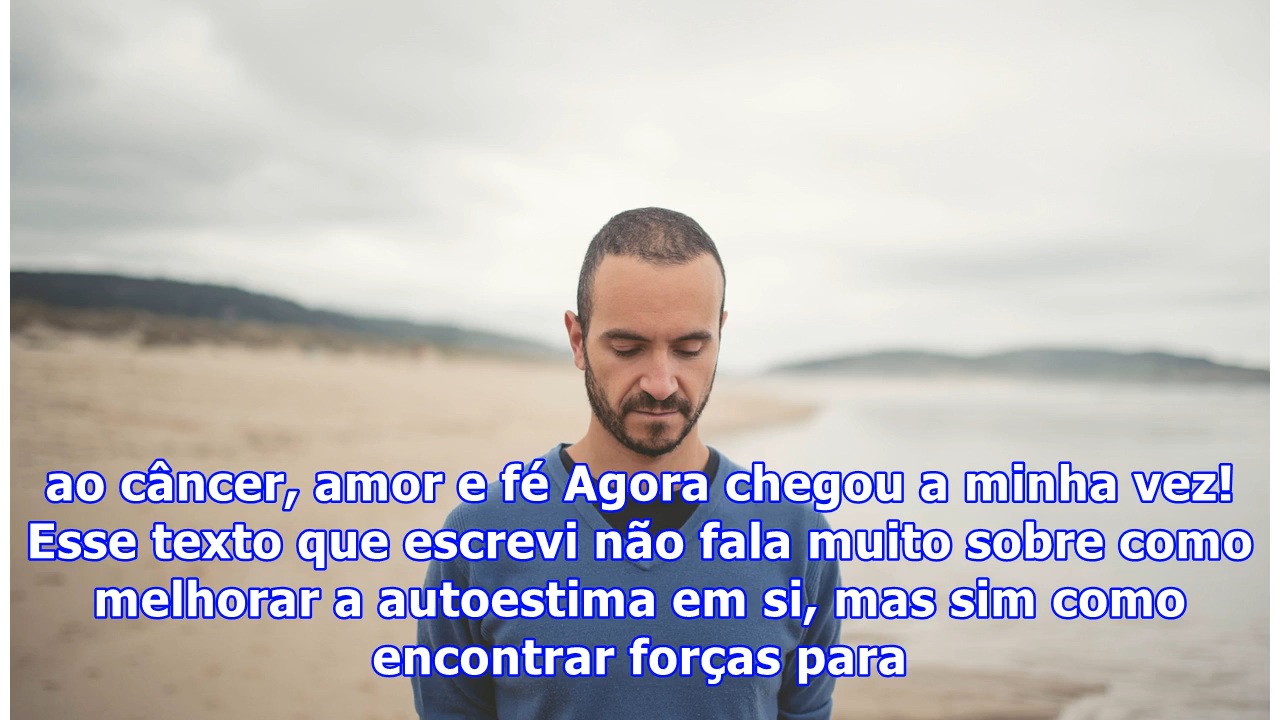 ao câncer, amor e fé Agora chegou a minha vez!
Esse texto que escrevi não fala muito sobre como
melhorar a autoestima em si, mas sim como
encontrar forças para